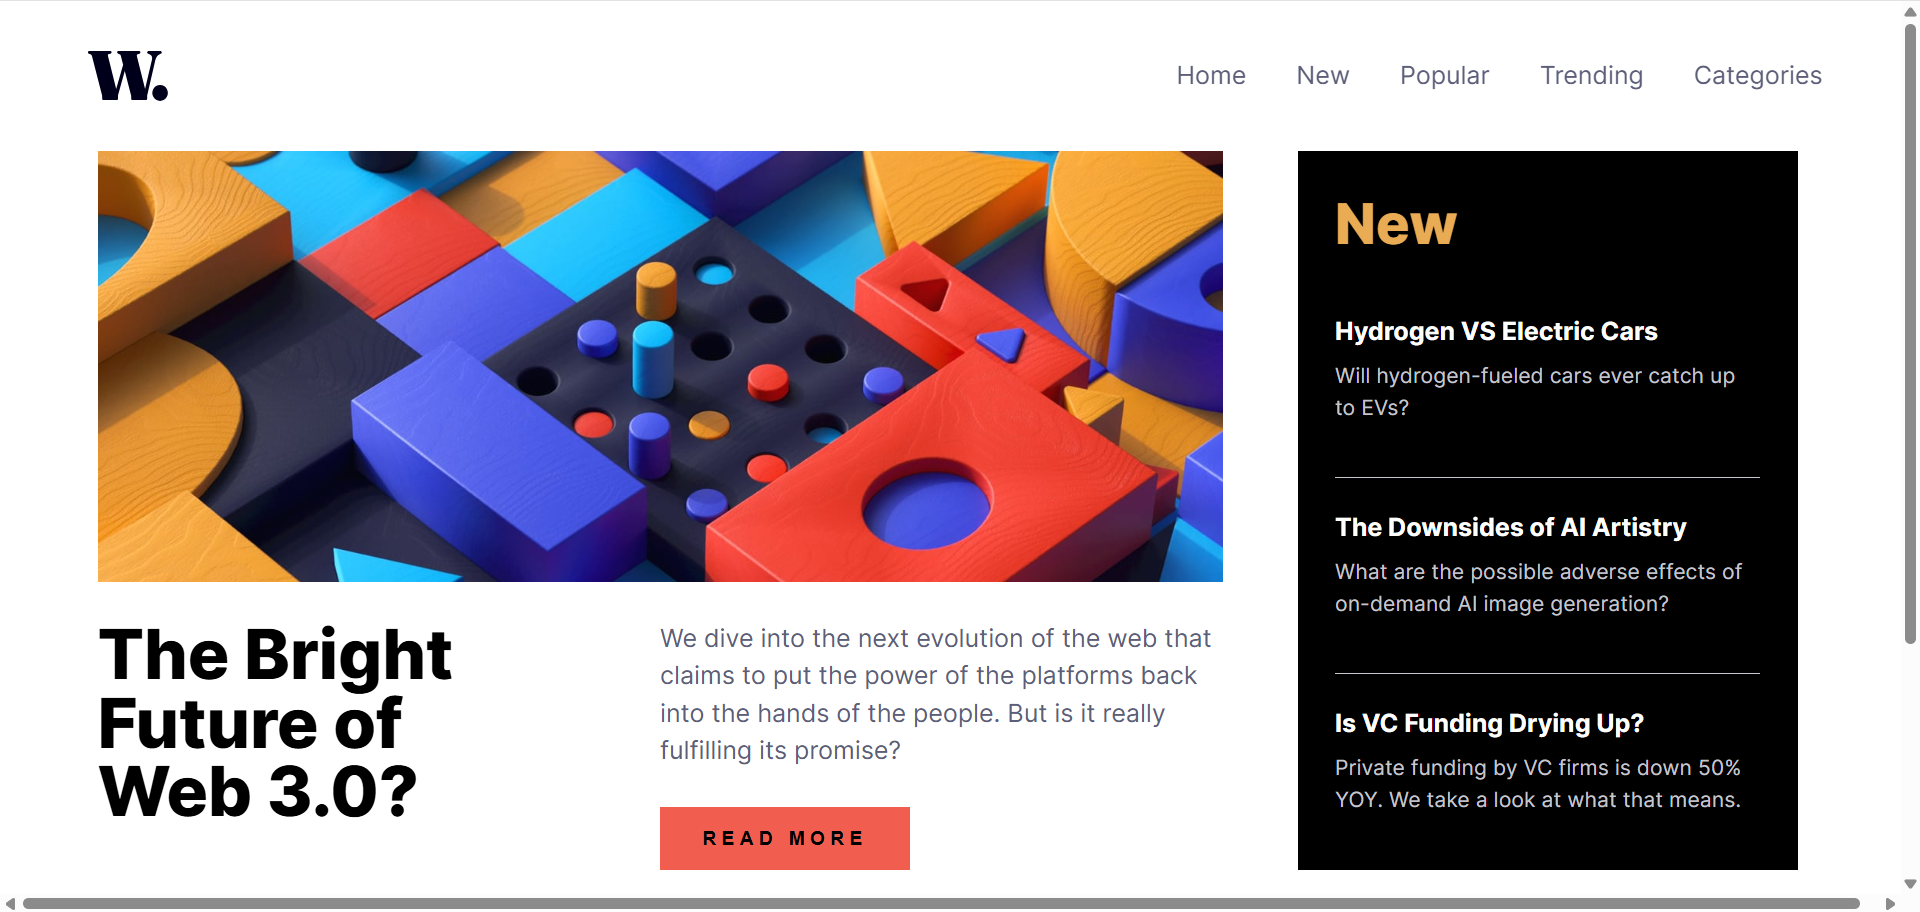 W.
Home New Popular Trending Categories
The Bright
Future of
Web 3.0?
We dive into the next evolution of the web that
claims to put the power of the platforms back
into the hands of the people. But is it really
fulfilling its promise?
READ MORE
New
Hydrogen VS Electric Cars
Will hydrogen-fueled cars ever catch up
to EVs?
The Downsides of AI Artistry
What are the possible adverse effects of
on-demand AI image generation?
Is VC Funding Drying Up?
Private funding by VC firms is down 50%
YOY. We take a look at what that means.